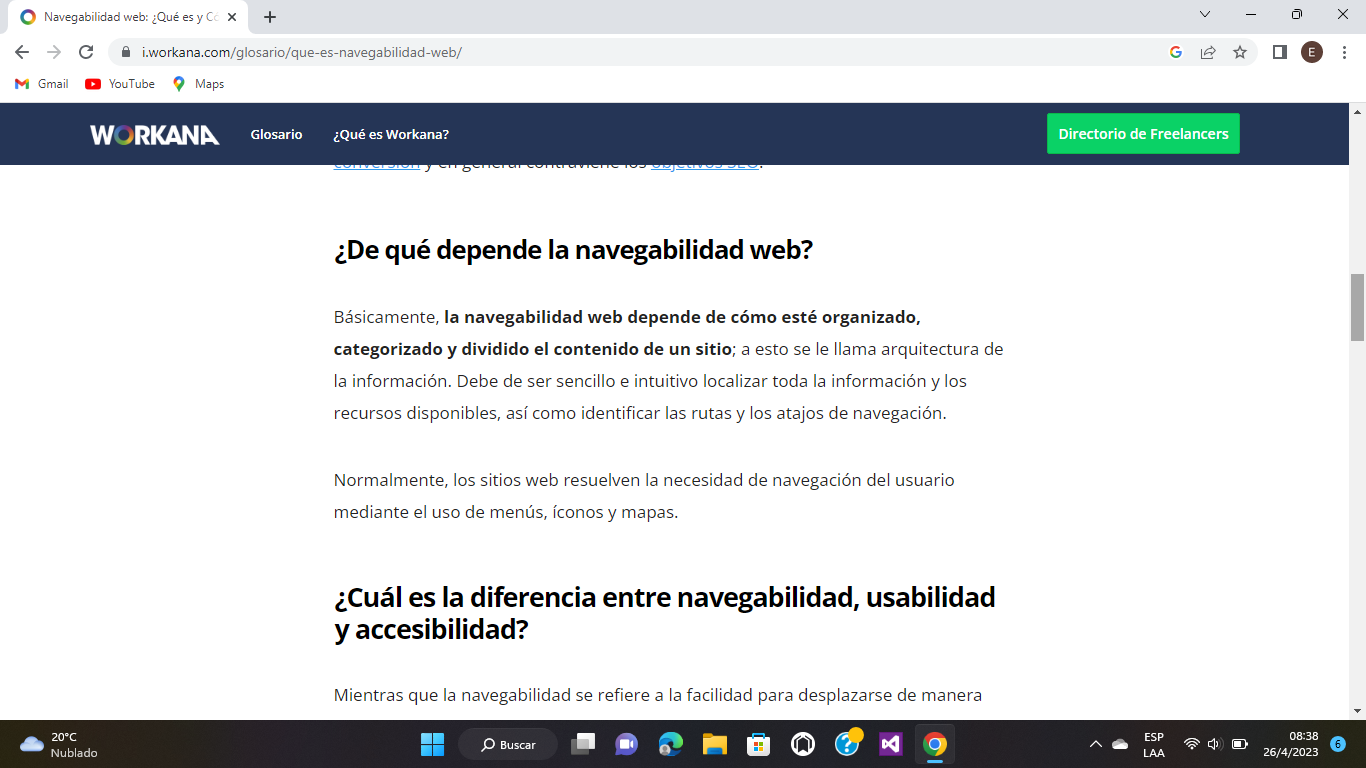 Navegabilidad web: ¿Qué es y Co
i.workana.com/glosario/que-es-navegabilidad-web/
E
Gmail
YouTube
Maps
WORKANA
Glosario
¿Qué es Workana?
Directorio de Freelancers
conversión y en general contraviene los objetivos SEO.
¿De qué depende la navegabilidad web?
Básicamente, la navegabilidad web depende de cómo esté organizado,
categorizado y dividido el contenido de un sitio; a esto se le llama arquitectura de
la información. Debe de ser sencillo e intuitivo localizar toda la información y los
recursos disponibles, así como identificar las rutas y los atajos de navegación.
Normalmente, los sitios web resuelven la necesidad de navegación del usuario
mediante el uso de menús, íconos y mapas.
¿Cuál es la diferencia entre navegabilidad, usabilidad
y accesibilidad?
Mientras que la navegabilidad se refiere a la facilidad para desplazarse de manera
20°C
Nublado
Buscar
ESP
LAA
08:38
26/4/2023
6